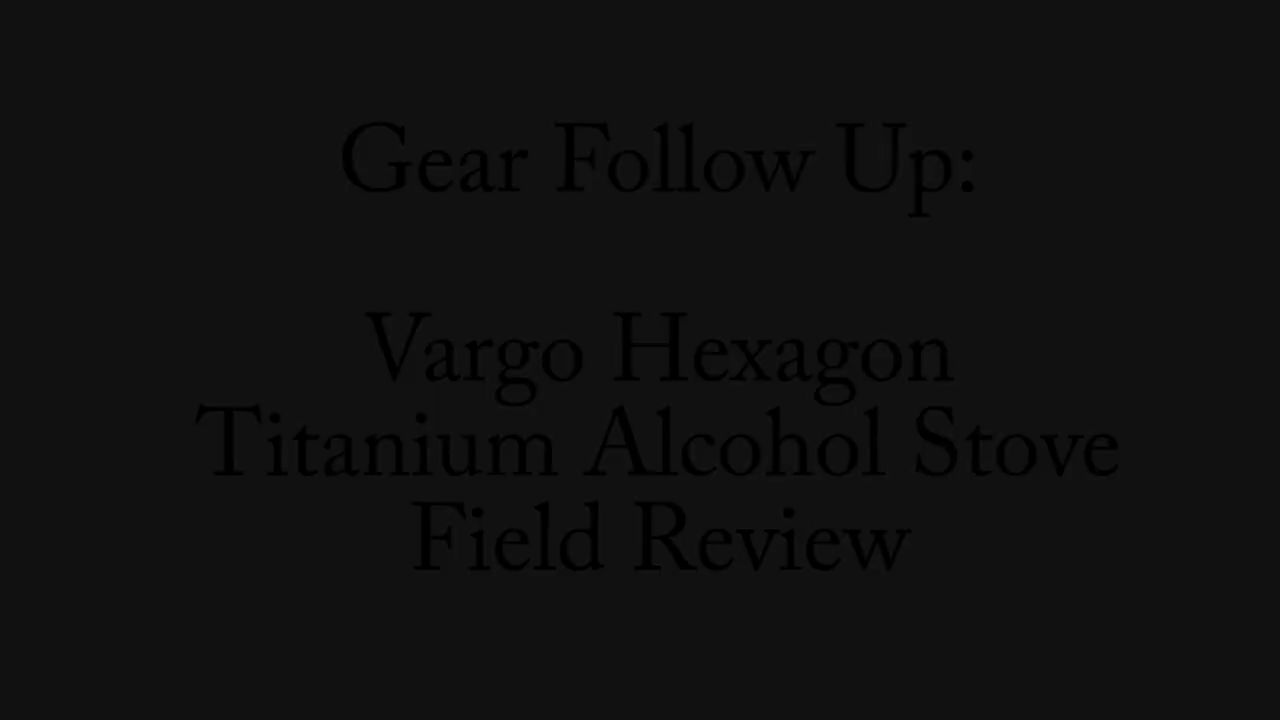 Gear Follow Up:
Vargo Hexagon
Titanium Alcohol Stove
Field Review